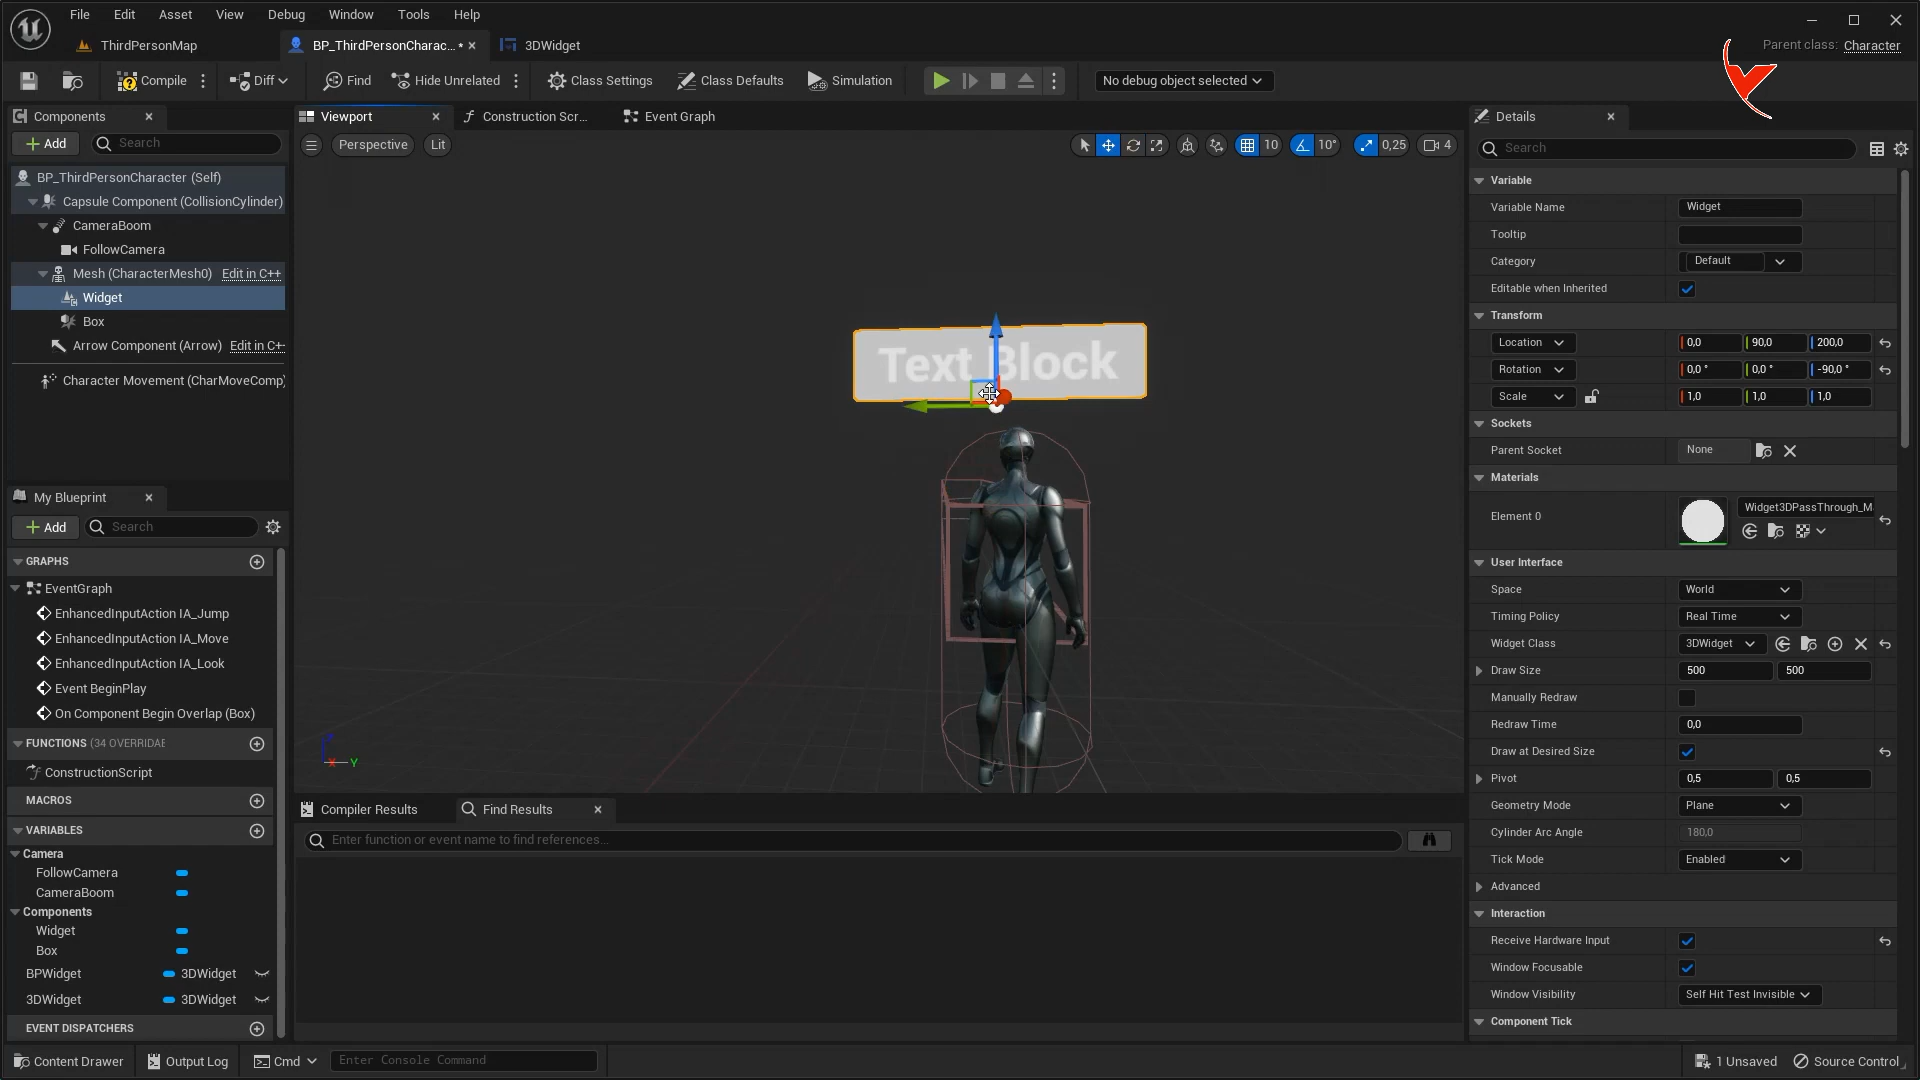 File Edit Asset View Debug Window Tools Help
ThirdPersonMap BP_ThirdPersonCharac... * 3DWidget Parent class: Character
Compile Diff Find Hide Unrelated Class Settings Class Defaults Simulation No debug object selected
Components
Add Search
BP_ThirdPersonCharacter (Self)
Capsule Component (CollisionCylinder)
CameraBoom
FollowCamera
Mesh (CharacterMesh0) Edit in C++
Widget
Box
Arrow Component (Arrow) Edit in C+
Character Movement (CharMoveComp)
My Blueprint
Add Search
GRAPHS
EventGraph
EnhancedInputAction IA_Jump
EnhancedInputAction IA_Move
EnhancedInputAction IA_Look
Event BeginPlay
On Component Begin Overlap (Box)
FUNCTIONS (34 OVERRIDAE
ConstructionScript
MACROS
VARIABLES
Camera
FollowCamera
CameraBoom
Components
Widget
Box
BPWidget 3DWidget
3DWidget 3DWidget
EVENT DISPATCHERS
Viewport Construction Scr... Event Graph
Perspective Lit 10 10° 0,25 4
Text Block
Z
X Y
Compiler Results Find Results
Enter function or event name to find references...
Details
Search
Variable
Variable Name Widget
Tooltip
Category Default
Editable when Inherited
Transform
Location 0,0 90,0 200,0
Rotation 0,0 ° 0,0 ° -90,0 °
Scale 1,0 1,0 1,0
Sockets
Parent Socket None
Materials
Element 0 Widget3DPassThrough_M
User Interface
Space World
Timing Policy Real Time
Widget Class 3DWidget
Draw Size 500 500
Manually Redraw
Redraw Time 0,0
Draw at Desired Size
Pivot 0,5 0,5
Geometry Mode Plane
Cylinder Arc Angle 180,0
Tick Mode Enabled
Advanced
Interaction
Receive Hardware Input
Window Focusable
Window Visibility Self Hit Test Invisible
Component Tick
Content Drawer Output Log Cmd Enter Console Command 1 Unsaved Source Control